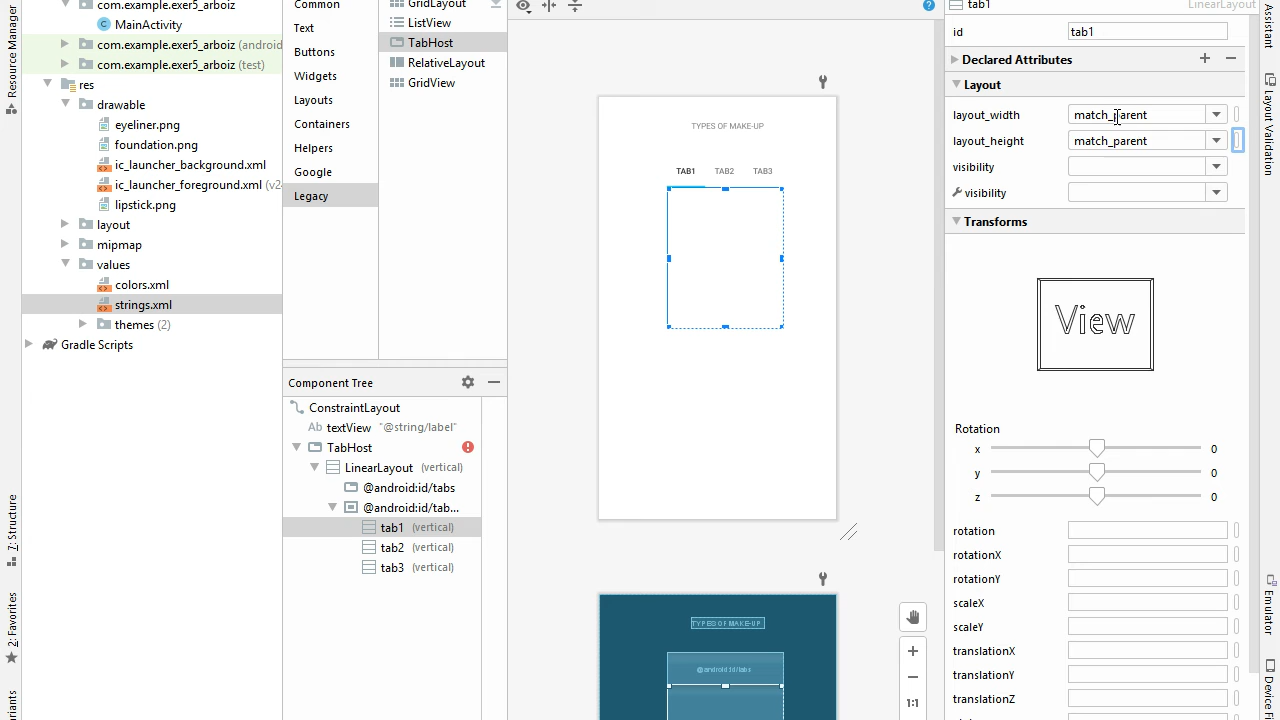 Resource Manager
7: Structure
2: Favorites
com.example.exer5_arboiz
MainActivity
com.example.exer5_arboiz (android
com.example.exer5_arboiz (test)
res
drawable
eyeliner.png
foundation.png
ic_launcher_background.xml
ic_launcher_foreground.xml (v2
lipstick.png
layout
mipmap
values
colors.xml
strings.xml
themes (2)
Gradle Scripts
Common
Text
Buttons
Widgets
Layouts
Containers
Helpers
Google
Legacy
GridLayout
ListView
TabHost
RelativeLayout
GridView
Component Tree
ConstraintLayout
Ab textView "@string/label"
TabHost
LinearLayout (vertical)
@android:id/tabs
@android:id/tab...
tab1 (vertical)
tab2 (vertical)
tab3 (vertical)
TYPES OF MAKE-UP
TAB1 TAB2 TAB3
TYPES OF MAKE-UP
@android:id/tabs
1:1
tab1 LinearLayout
id tab1
Declared Attributes
Layout
layout_width match_parent
layout_height match_parent
visibility
visibility
Transforms
View
Rotation
x 0
y 0
z 0
rotation
rotationX
rotationY
scaleX
scaleY
translationX
translationY
translationZ
Assistant
Layout Validation
Emulator